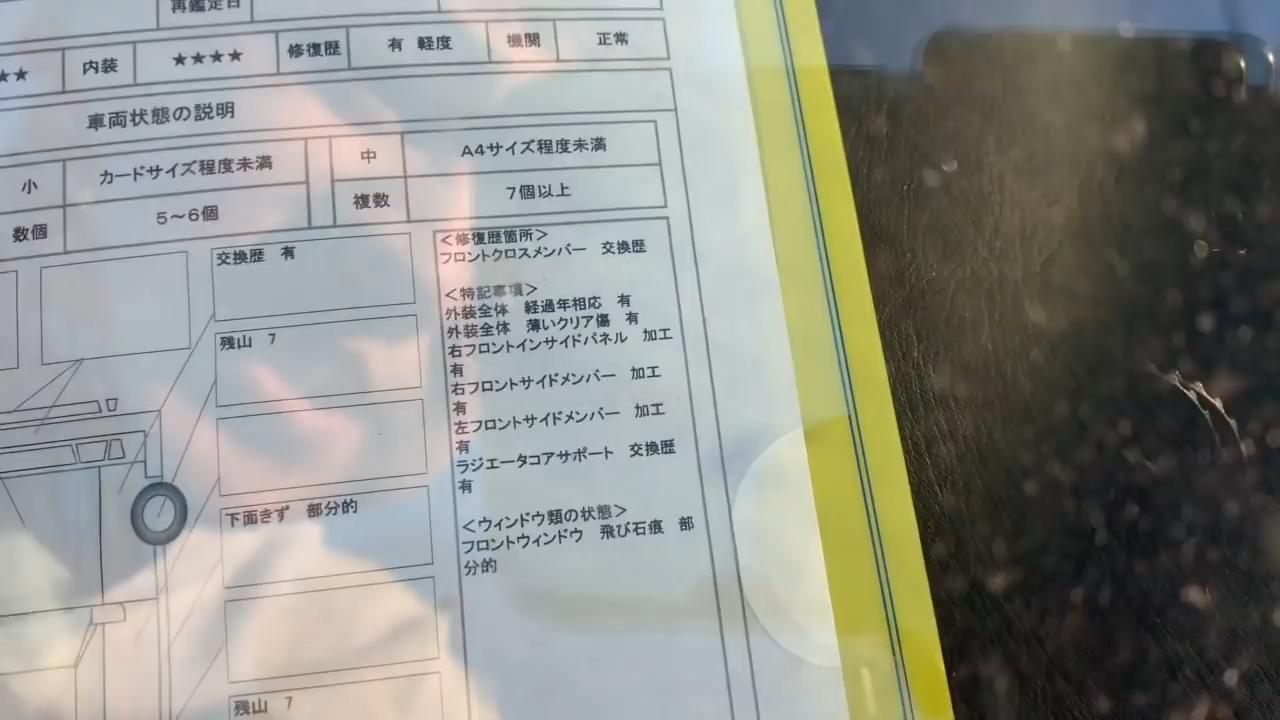 再鑑定日
★★ 内装 ★★★★ 修復歴 有 軽度 機関 正常
車両状態の説明
小 カードサイズ程度未満 中 A4サイズ程度未満
数個 5～6個 複数 7個以上
交換歴 有
残山 7
下面きず 部分的
残山 7
＜修復歴箇所＞
フロントクロスメンバー 交換歴
＜特記事項＞
外装全体 経過年相応 有
外装全体 薄いクリア傷 有
右フロントインサイドパネル 加工
有
右フロントサイドメンバー 加工
有
左フロントサイドメンバー 加工
有
ラジエータコアサポート 交換歴
有
＜ウィンドウ類の状態＞
フロントウィンドウ 飛び石痕 部
分的